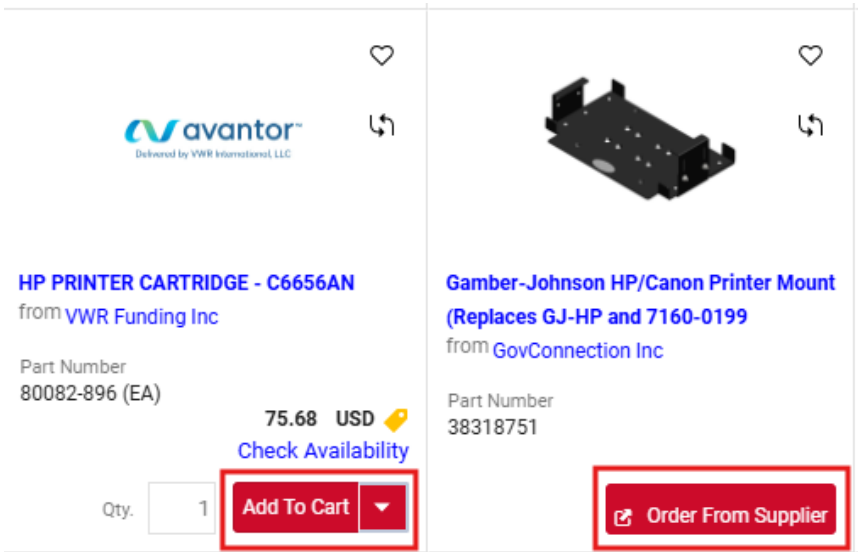 avantor™
Delivered by VWR International, LLC
HP PRINTER CARTRIDGE - C6656AN
from VWR Funding Inc
Part Number
80082-896 (EA)
75.68 USD
Check Availability
Qty. 1 Add To Cart
Gamber-Johnson HP/Canon Printer Mount
(Replaces GJ-HP and 7160-0199
from GovConnection Inc
Part Number
38318751
Order From Supplier